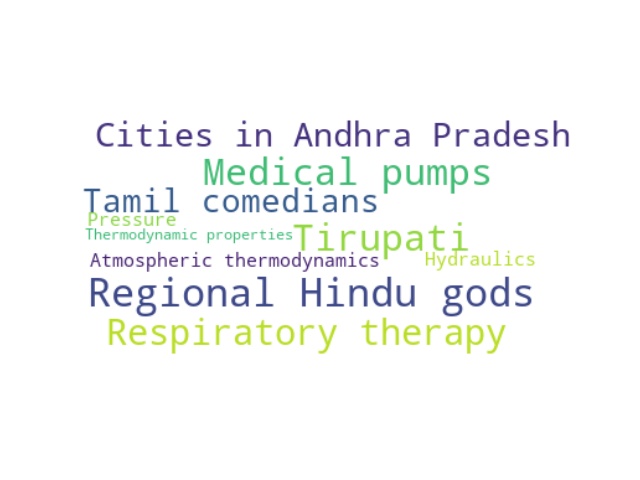 Cities in Andhra Pradesh
Medical pumps
Tamil comedians
Pressure
Thermodynamic properties
Tirupati
Atmospheric thermodynamics
Hydraulics
Regional Hindu gods
Respiratory therapy